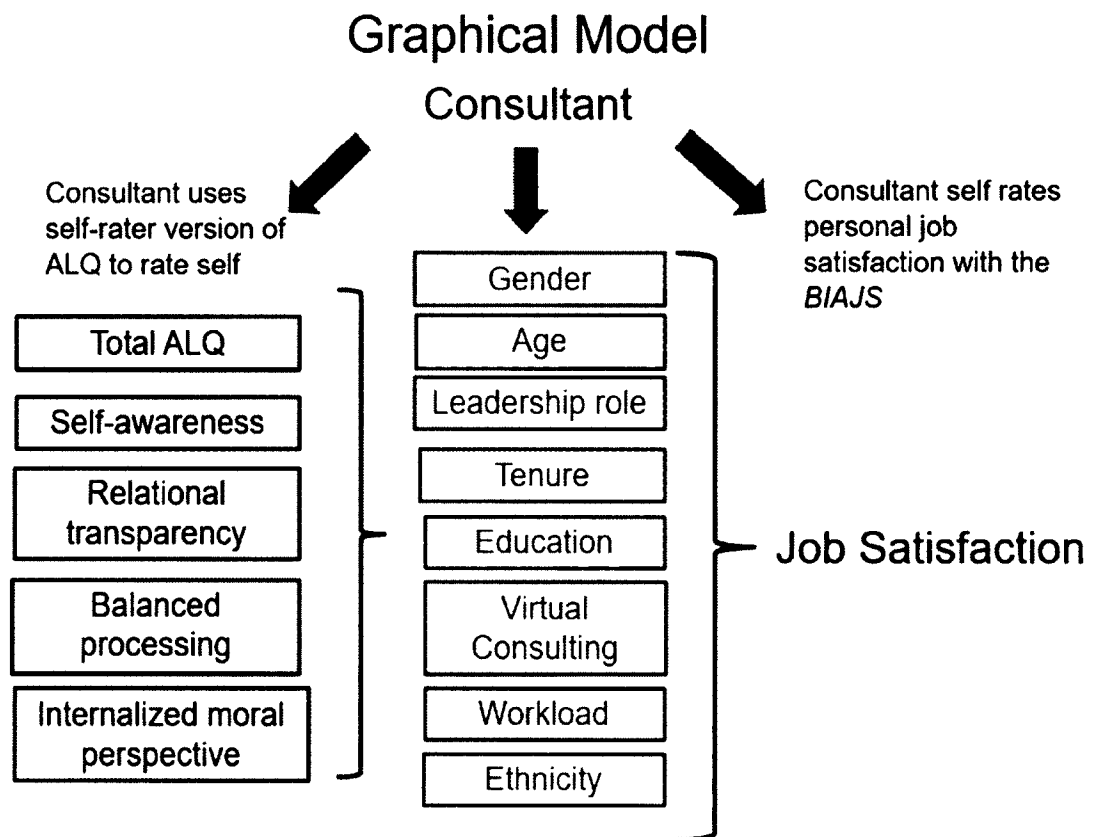 Graphical Model
Consultant
Consultant uses
self-rater version of
ALQ to rate self
Total ALQ
Self-awareness
Relational
transparency
Balanced
processing
Internalized moral
perspective
Gender
Age
Leadership role
Tenure
Education
Virtual
Consulting
Workload
Ethnicity
Consultant self rates
personal job
satisfaction with the
BIAJS
Job Satisfaction